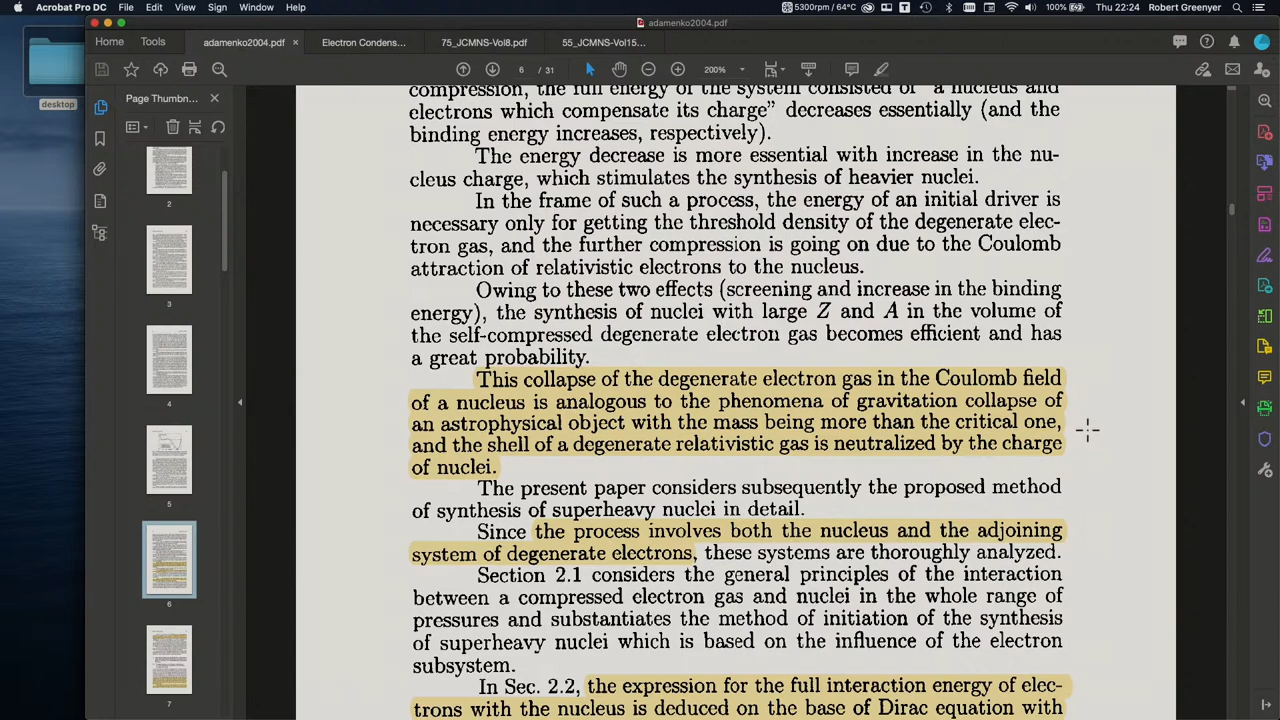 Acrobat Pro DC File Edit View Sign Window Help 5300rpm / 64°C 100% Thu 22:24 Robert Greenyer
adamenko2004.pdf
Home Tools adamenko2004.pdf Electron Condens... 75_JCMNS-Vol8.pdf 55_JCMNS-Vol15...
6 / 31 200%
desktop
Page Thumbn...
2
3
4
5
6
7
compression, the full energy of the system consisted of "a nucleus and
electrons which compensate its charge" decreases essentially (and the
binding energy increases, respectively).
The energy decrease is more essential with increase in the nu-
clear charge, which stimulates the synthesis of heavier nuclei.
In the frame of such a process, the energy of an initial driver is
necessary only for getting the threshold density of the degenerate elec-
tron gas, and the further compression is going on due to the Coulomb
attraction of relativistic electrons to the nucleus.
Owing to these two effects (screening and increase in the binding
energy), the synthesis of nuclei with large Z and A in the volume of
the self-compressed degenerate electron gas becomes efficient and has
a great probability.
This collapse of the degenerate electron gas in the Coulomb field
of a nucleus is analogous to the phenomena of gravitation collapse of
an astrophysical object with the mass being more than the critical one,
and the shell of a degenerate relativistic gas is neutralized by the charge
of nuclei.
The present paper considers subsequently the proposed method
of synthesis of superheavy nuclei in detail.
Since the process involves both a nucleus and the adjoining
system of degenerate electrons, these systems are thoroughly analyzed.
Section 2.1 considers the general principles of the interaction
between a compressed electron gas and nuclei in the whole range of
pressures and substantiates the method of initiation of the synthesis
of superheavy nuclei which is based on the influence of the electron
subsystem.
In Sec. 2.2, the expression for the full interaction energy of elec-
trons with the nucleus is deduced on the base of Dirac equation with